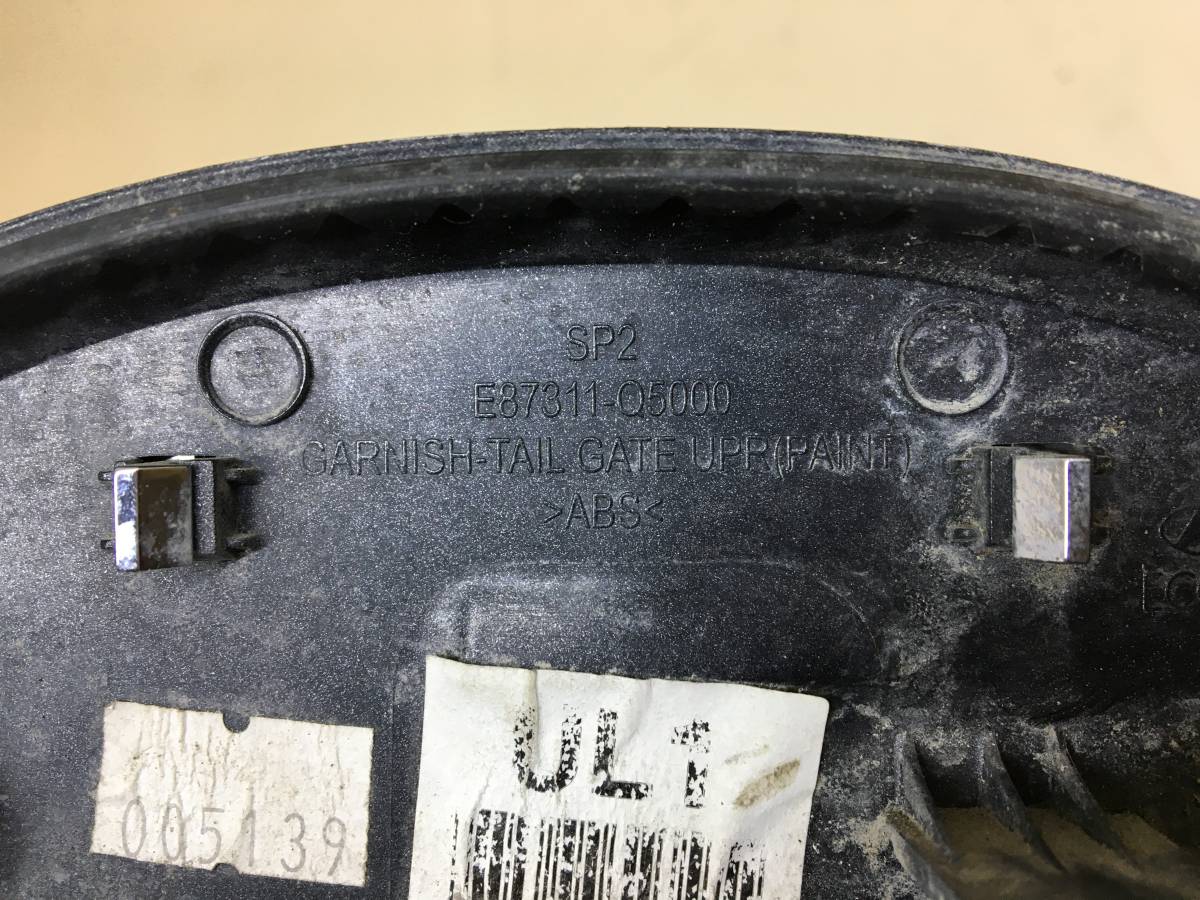 SP2
E87311-Q5000
GARNISH-TAIL GATE UPR(PAINT)
>ABS<
UL1
005139